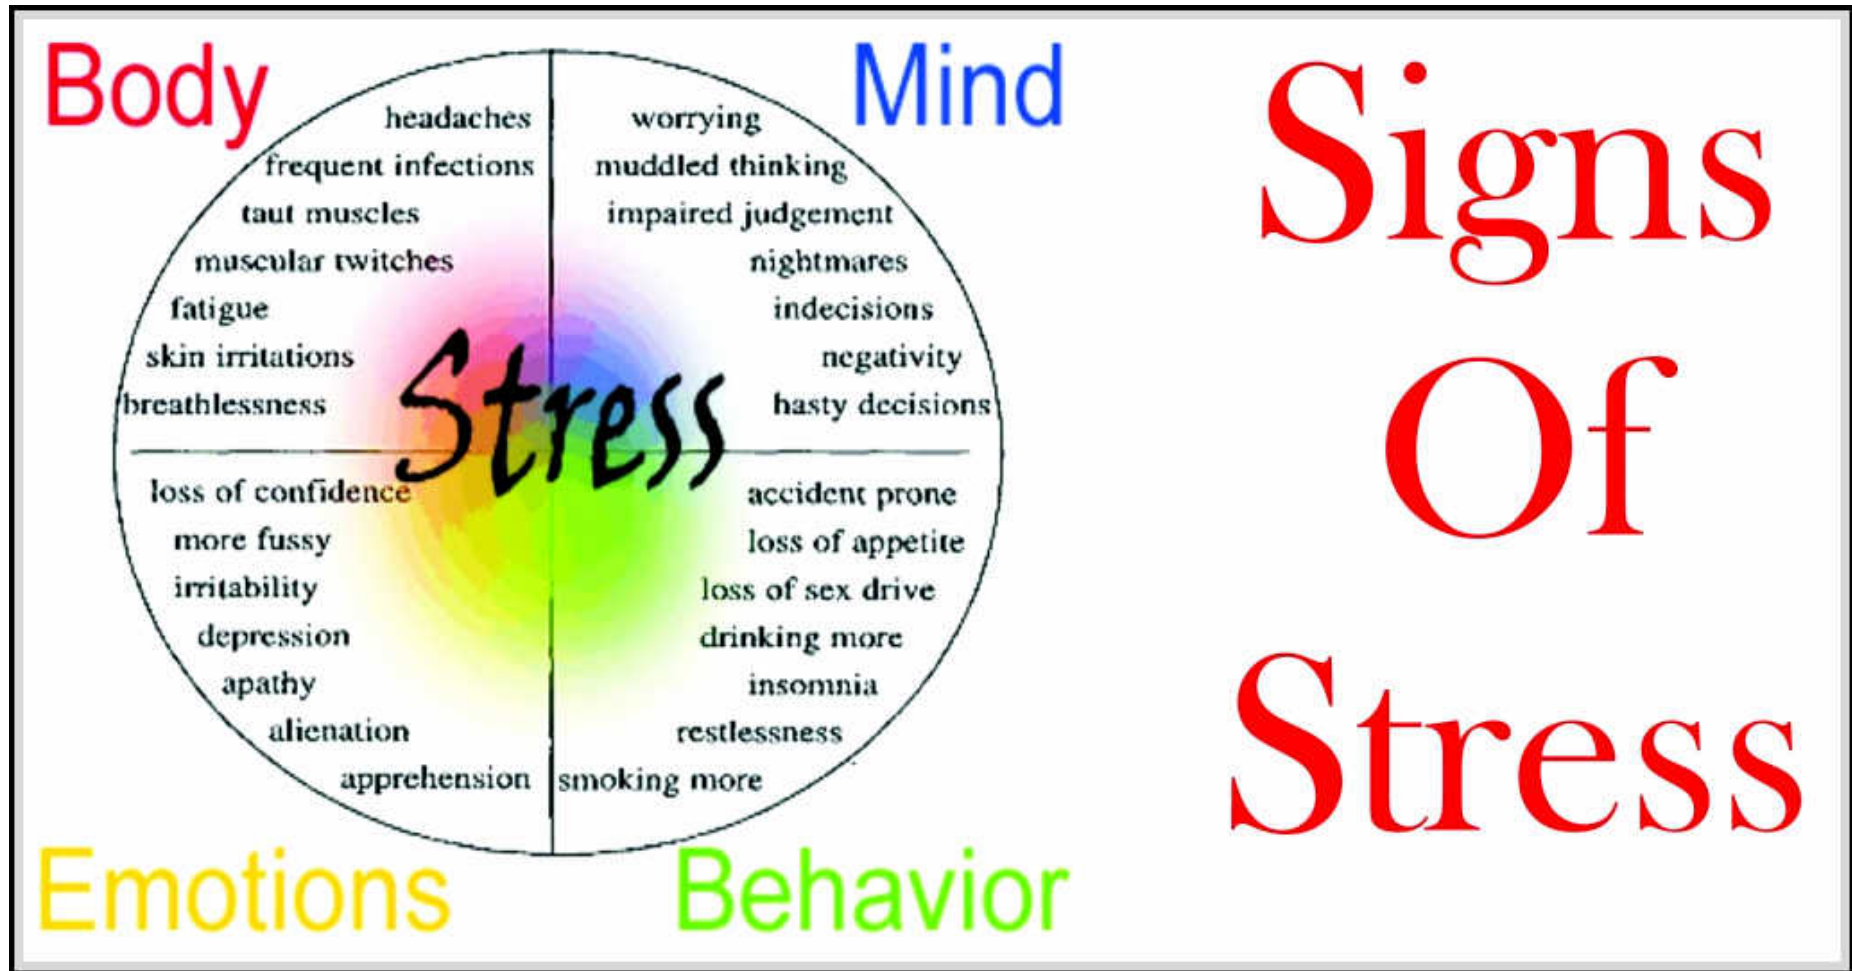 Body
headaches
frequent infections
taut muscles
muscular twitches
fatigue
skin irritations
breathlessness
Mind
worrying
muddled thinking
impaired judgement
nightmares
indecisions
negativity
hasty decisions
Stress
loss of confidence
more fussy
irritability
depression
apathy
alienation
apprehension
Emotions
accident prone
loss of appetite
loss of sex drive
drinking more
insomnia
restlessness
smoking more
Behavior
Signs
Of
Stress